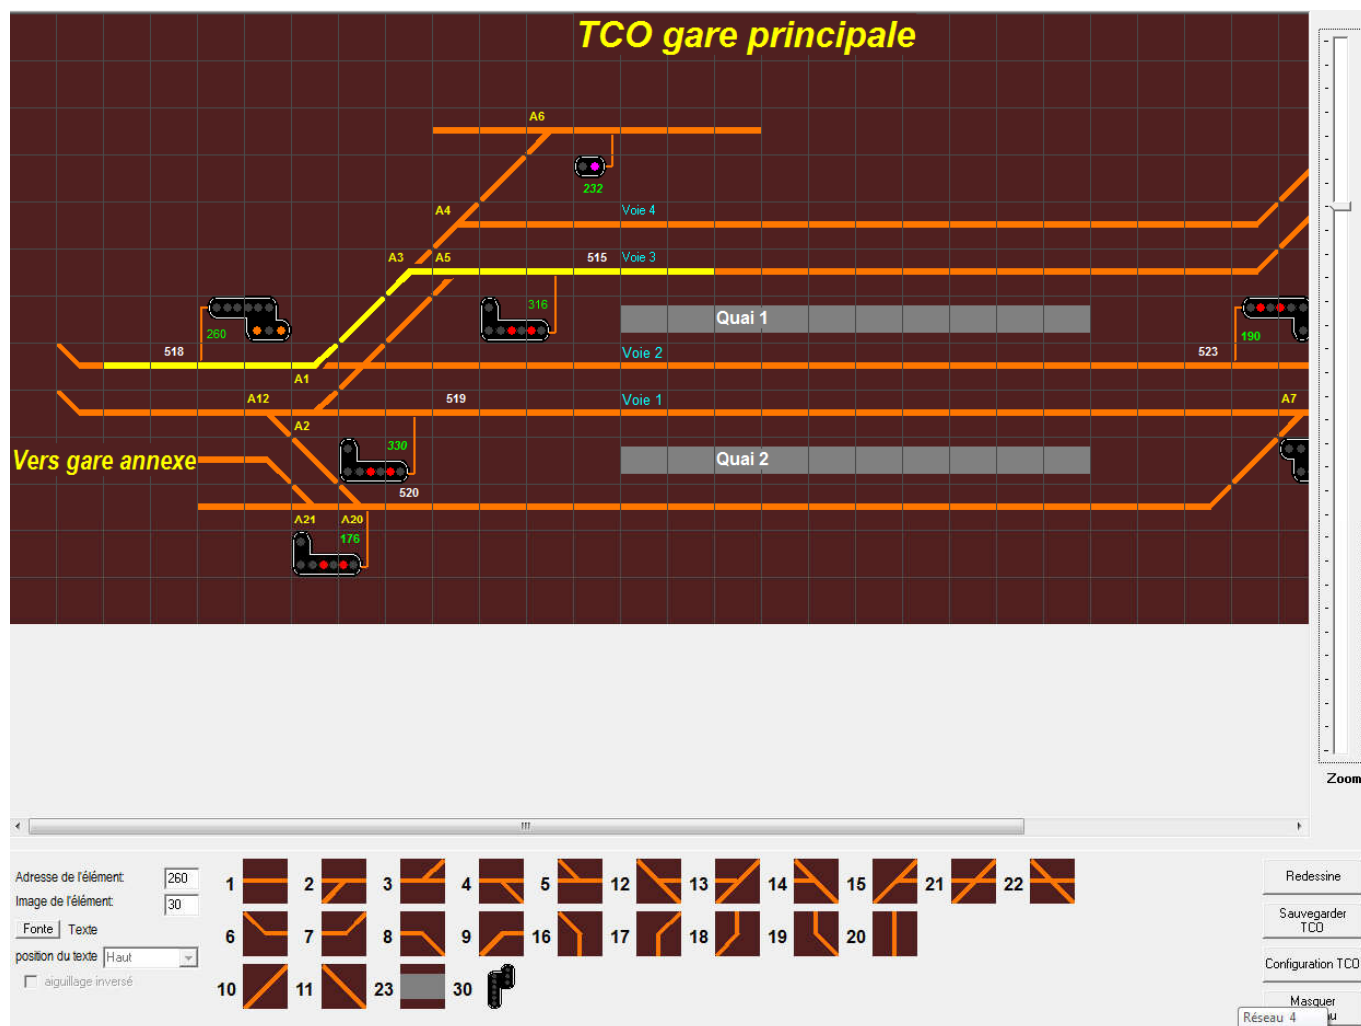 TCO gare principale
A6
232
A4
Voie 4
A3
A5
515
Voie 3
316
260
Quai 1
190
518
Voie 2
523
A1
A12
519
Voie 1
A7
A2
330
Vers gare annexe
Quai 2
520
A21
A20
176
Zoom
Adresse de l'élément:
260
1
2
3
4
5
12
13
14
15
21
22
Redessine
Image de l'élément:
30
Fonte
Texte
6
7
8
9
16
17
18
19
20
Sauvegarder
TCO
position du texte
Haut
Configuration TCO
aiguillage inversé
10
11
23
30
Masquer
Réseau 4